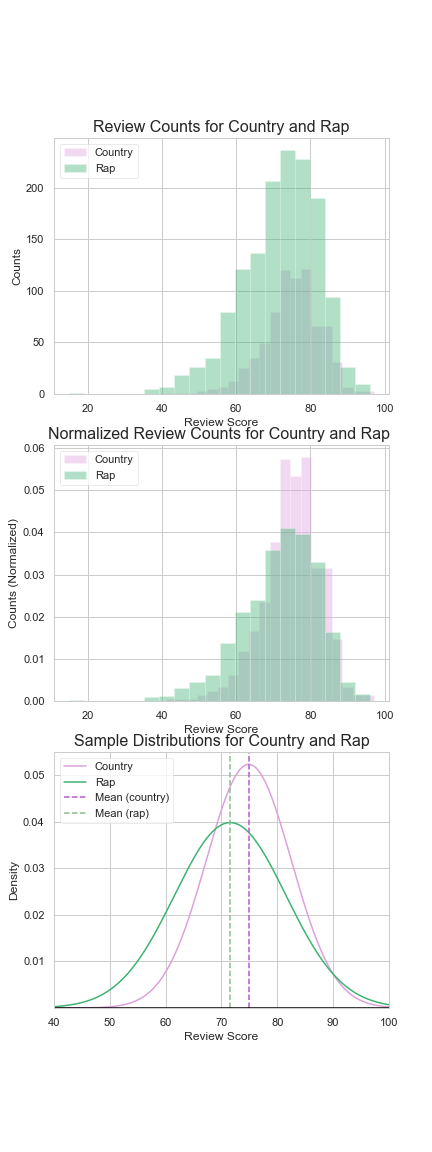 Review Counts for Country and Rap
Country
Rap
200
150
100
50
0
Counts
20 40 60 80 100
Review Score
Normalized Review Counts for Country and Rap
Country
Rap
0.06
0.05
0.04
0.03
0.02
0.01
0.00
Counts (Normalized)
20 40 60 80 100
Review Score
Sample Distributions for Country and Rap
Country
Rap
Mean (country)
Mean (rap)
0.05
0.04
0.03
0.02
0.01
Density
40 50 60 70 80 90 100
Review Score